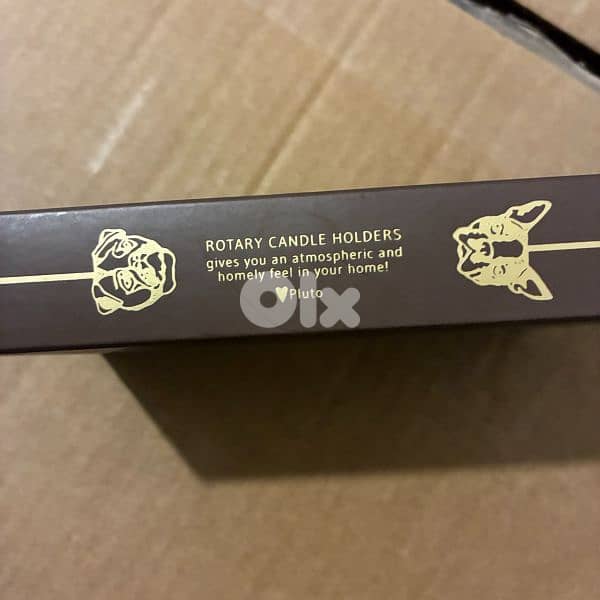 ROTARY CANDLE HOLDERS
gives you an atmospheric and
homely feel in your home!
♥Pluto
Olx